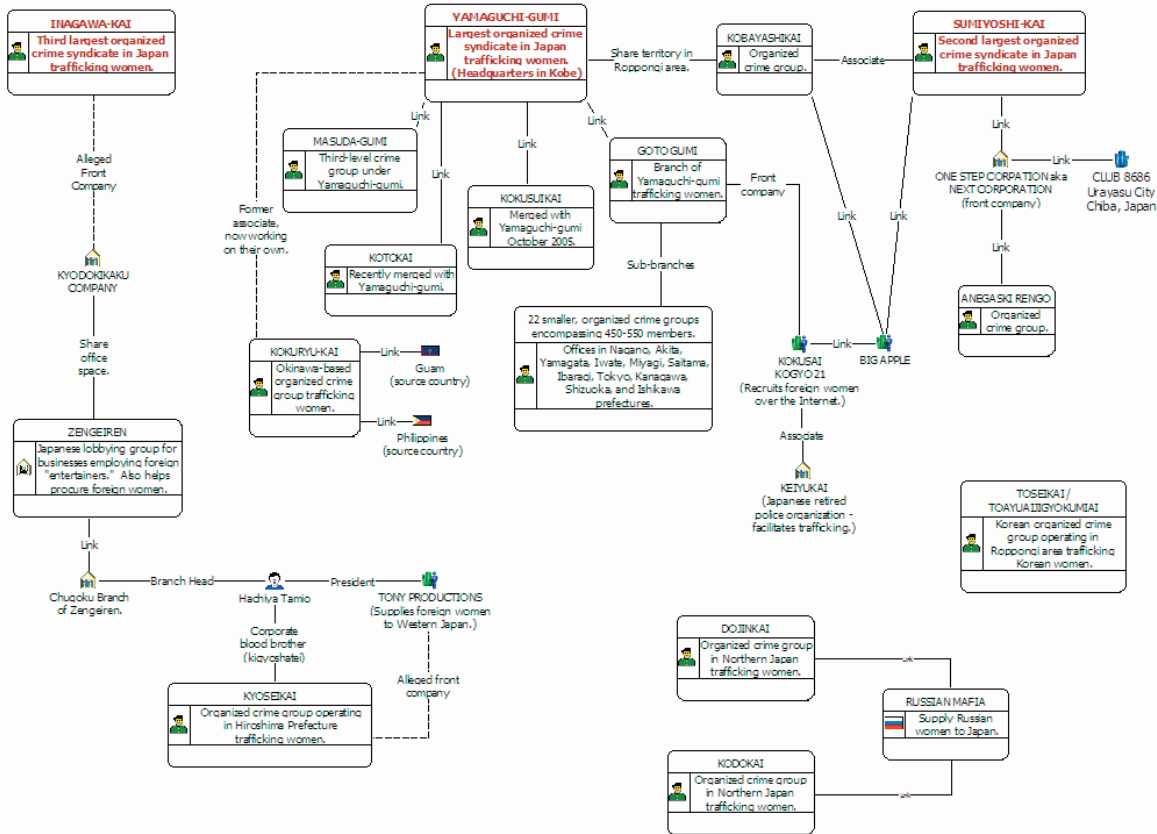 INAGAWA-KAI
Third largest organized
crime syndicate in Japan
trafficking women.
Alleged
Front
Company
KYODOKIKAKU
COMPANY
Share
office
space.
ZENGEIREN
Japanese lobbying group for
businesses employing foreign
"entertainers." Also helps
procure foreign women.
Link
Chugoku Branch
of Zengeiren.
Branch Head
Hachiya Tamio
President
TONY PRODUCTIONS
(Supplies foreign women
to Western Japan.)
Corporate
blood brother
(kigyoshatei)
Alleged front
company
KYOSEIKAI
Organized crime group operating
in Hiroshima Prefecture
trafficking women.
YAMAGUCHI-GUMI
Largest organized crime
syndicate in Japan
trafficking women.
(Headquarters in Kobe)
Former
associate,
now working
on their own.
Link
MASUDA-GUMI
Third-level crime
group under
Yamaguchi-gumi.
Link
KOTOKAI
Recently merged with
Yamaguchi-gumi.
Link
KOKUSUIKAI
Merged with
Yamaguchi-gumi
October 2005.
Link
GOTO GUMI
Branch of
Yamaguchi-gumi
trafficking women.
Sub-branches
22 smaller, organized crime groups
encompassing 450-550 members.
Offices in Nagano, Akita,
Yamagata, Iwate, Miyagi, Saitama,
Ibaragi, Tokyo, Kanagawa,
Shizuoka, and Ishikawa
prefectures.
KOKURYU-KAI
Okinawa-based
organized crime
group trafficking
women.
Link
Guam
(source country)
Link
Philippines
(source country)
Share territory in
Roppongi area.
KOBAYASHIKAI
Organized
crime group.
Associate
SUMIYOSHI-KAI
Second largest organized
crime syndicate in Japan
trafficking women.
Front
company
Link
Link
KOKUSAI
KOGYO 21
(Recruits foreign women
over the Internet.)
Link
BIG APPLE
Associate
KEIYUKAI
(Japanese retired
police organization -
facilitates trafficking.)
Link
ONE STEP CORPATION aka
NEXT CORPORATION
(front company)
Link
CLUB 8686
Urayasu City
Chiba, Japan
Link
ANEGASKI RENGO
Organized
crime group.
TOSEIKAI /
TOAYUAIJIGYOKUMIAI
Korean organized crime
group operating in
Roppongi area trafficking
Korean women.
DOJINKAI
Organized crime group
in Northern Japan
trafficking women.
Link
RUSSIAN MAFIA
Supply Russian
women to Japan.
Link
KODOKAI
Organized crime group
in Northern Japan
trafficking women.